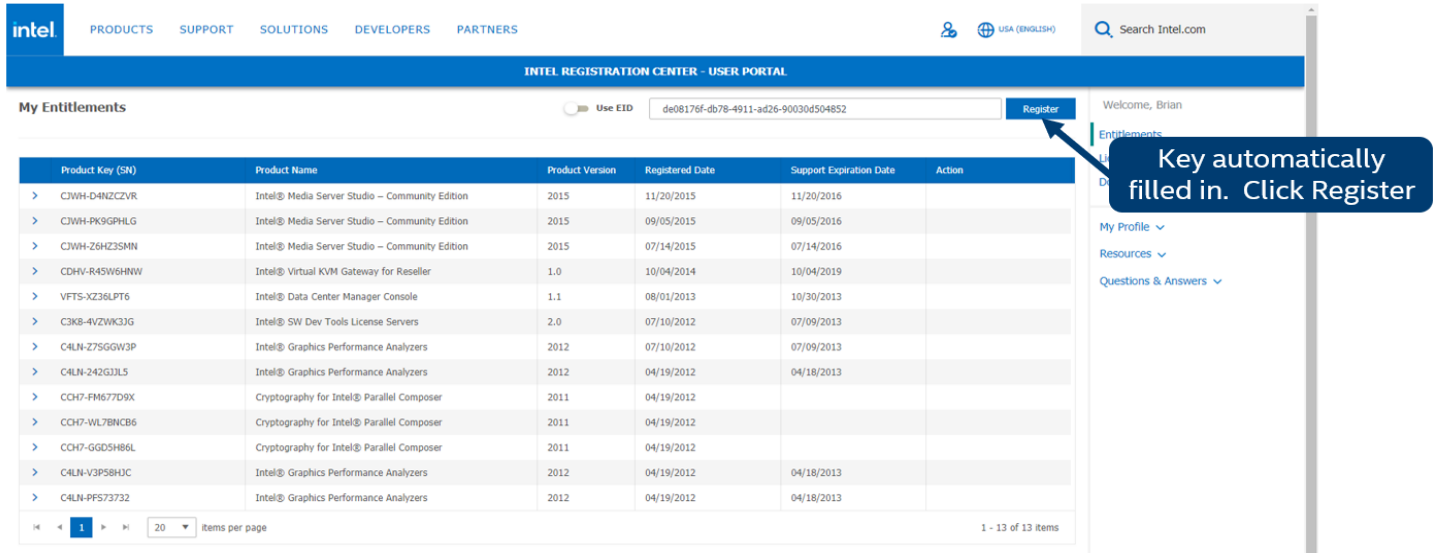 intel.
PRODUCTS SUPPORT SOLUTIONS DEVELOPERS PARTNERS
USA (ENGLISH)
Search Intel.com
INTEL REGISTRATION CENTER - USER PORTAL
My Entitlements
Use EID
de08176f-db78-4911-ad26-90030d504852
Register
Welcome, Brian
Entitlements
Key automatically
filled in. Click Register
My Profile
Resources
Questions & Answers
Product Key (SN) Product Name Product Version Registered Date Support Expiration Date Action
CJWH-D4NZCZVR Intel® Media Server Studio – Community Edition 2015 11/20/2015 11/20/2016
CJWH-PK9GPHLG Intel® Media Server Studio – Community Edition 2015 09/05/2015 09/05/2016
CJWH-Z6HZ3SMN Intel® Media Server Studio – Community Edition 2015 07/14/2015 07/14/2016
CDHV-R45W6HNW Intel® Virtual KVM Gateway for Reseller 1.0 10/04/2014 10/04/2019
VFTS-XZ36LPT6 Intel® Data Center Manager Console 1.1 08/01/2013 10/30/2013
C3K8-4VZWK3JG Intel® SW Dev Tools License Servers 2.0 07/10/2012 07/09/2013
C4LN-Z7SGGW3P Intel® Graphics Performance Analyzers 2012 07/10/2012 07/09/2013
C4LN-242GJJL5 Intel® Graphics Performance Analyzers 2012 04/19/2012 04/18/2013
CCH7-FM677D9X Cryptography for Intel® Parallel Composer 2011 04/19/2012
CCH7-WL7BNCB6 Cryptography for Intel® Parallel Composer 2011 04/19/2012
CCH7-GGD5H86L Cryptography for Intel® Parallel Composer 2011 04/19/2012
C4LN-V3P58HJC Intel® Graphics Performance Analyzers 2012 04/19/2012 04/18/2013
C4LN-PFS73732 Intel® Graphics Performance Analyzers 2012 04/19/2012 04/18/2013
1 20 items per page 1 - 13 of 13 items